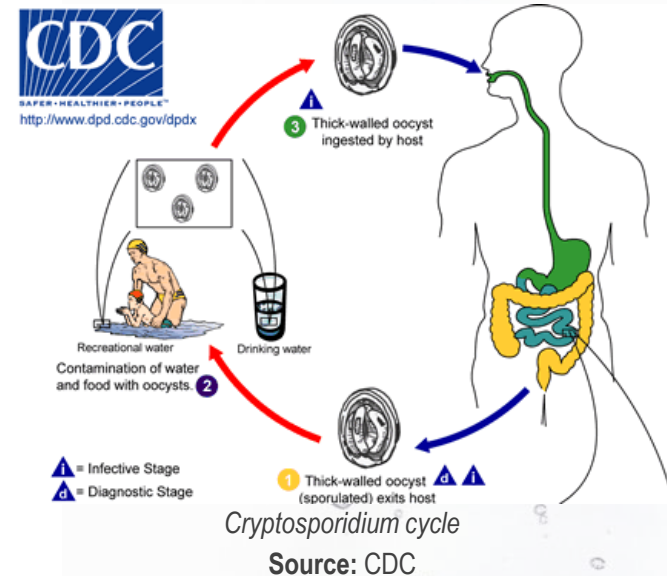 CDC
SAFER • HEALTHIER • PEOPLE™
http://www.dpd.cdc.gov/dpdx
i
3 Thick-walled oocyst
ingested by host
Recreational water
Drinking water
Contamination of water
and food with oocysts. 2
i = Infective Stage
d = Diagnostic Stage
1 Thick-walled oocyst d i
(sporulated) exits host
Cryptosporidium cycle
Source: CDC